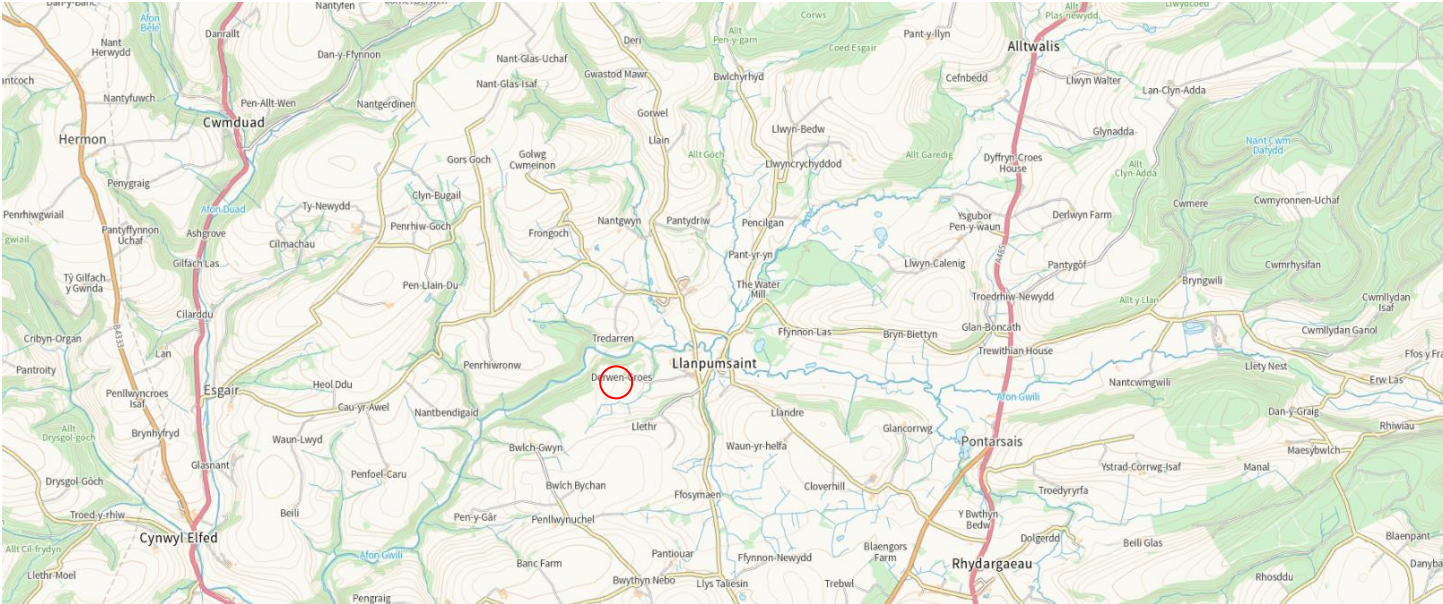 Nantyfen
Allt
Plas-newydd
Llwydcoed
Afon
Bele
Danrallt
Deri
Allt
Pen-y-garn
Corws
Pant-y-llyn
Alltwalis
Nant
Herwydd
Dan-y-Ffynnon
Nant-Glas-Uchaf
Coed Esgair
Gwastod Mawr
Bwlchyrhyd
Cefnbedd
Llwyn Walter
Nant-Glas-Isaf
Lan-Clyn-Adda
Nantyfuwch
Pen-Allt-Wen
Nantgerdinen
Gorwel
Cwmduad
Llwyn-Bedw
Glynadda
Hermon
Llain
Nant Cwm
Dafydd
Gors Goch
Golwg
Cwmeinon
Allt Goch
Llwyncrychyddod
Allt Garedig
Dyffryn-Croes
House
Allt
Clyn-Adda
Penygraig
Clyn-Bugail
Cwmere
Cwmyronnen-Uchaf
Ty-Newydd
Afon Duad
Penrhiwgwiail
Nantgwyn
Pantydriw
Pencilgan
Ysgubor
Pen-y-waun
Derlwyn Farm
Pantyffynnon
Uchaf
Ashgrove
Penrhiw-Goch
Frongoch
gwiail
Cilmachau
Pant-yr-yn
A485
Gilfach Las
Llwyn-Calenig
Pantygôf
Cwmrhysifan
Tŷ Gilfach
y Gwnda
Pen-Llain-Du
The Water
Mill
Bryngwili
Troedrhiw-Newydd
Allt y Llan
Cwmllydan
Isaf
Cilarddu
B4333
Glan-Boncath
Cwmllydan Ganol
Cribyn-Organ
Tredarren
Ffynnon-Las
Bryn-Biettyn
Lan
Trewithian House
Pantroity
Penrhiwronw
Llanpumsaint
Llety Nest
Derwen-Groes
Heol Ddu
Nantcwmgwili
Erw Las
Penllwyncroes
Isaf
Esgair
Afon Gwili
Cau-yr-Awel
Nantbendigaid
Llandre
Dan-y-Graig
Llethr
Glancorrwg
Rhiwiau
Allt
Drysgol-goch
Brynhyfryd
Waun-Lwyd
Bwlch-Gwyn
Waun-yr-helfa
Pontarsais
Maesybwlch
Glasnant
Penfoel-Caru
Ystrad-Corrwg-Isaf
Manal
Drysgol-Goch
Bwlch Bychan
Cloverhill
Troedyryrfa
Ffosymaen
Beili
Troed-y-rhiw
Pen-y-Gâr
Penllwynuchel
Y Bwthyn
Bedw
Cynwyl Elfed
Dolgerdd
Beili Glas
Blaenpant
Allt Cil-frydyn
Afon Gwili
Pantiouar
Ffynnon-Newydd
Blaengors
Farm
Banc Farm
Rhydargaeau
Llethr-Moel
Bwythyn Nebo
Llys Taliesin
Trebwl
Rhosddu
Pengraig